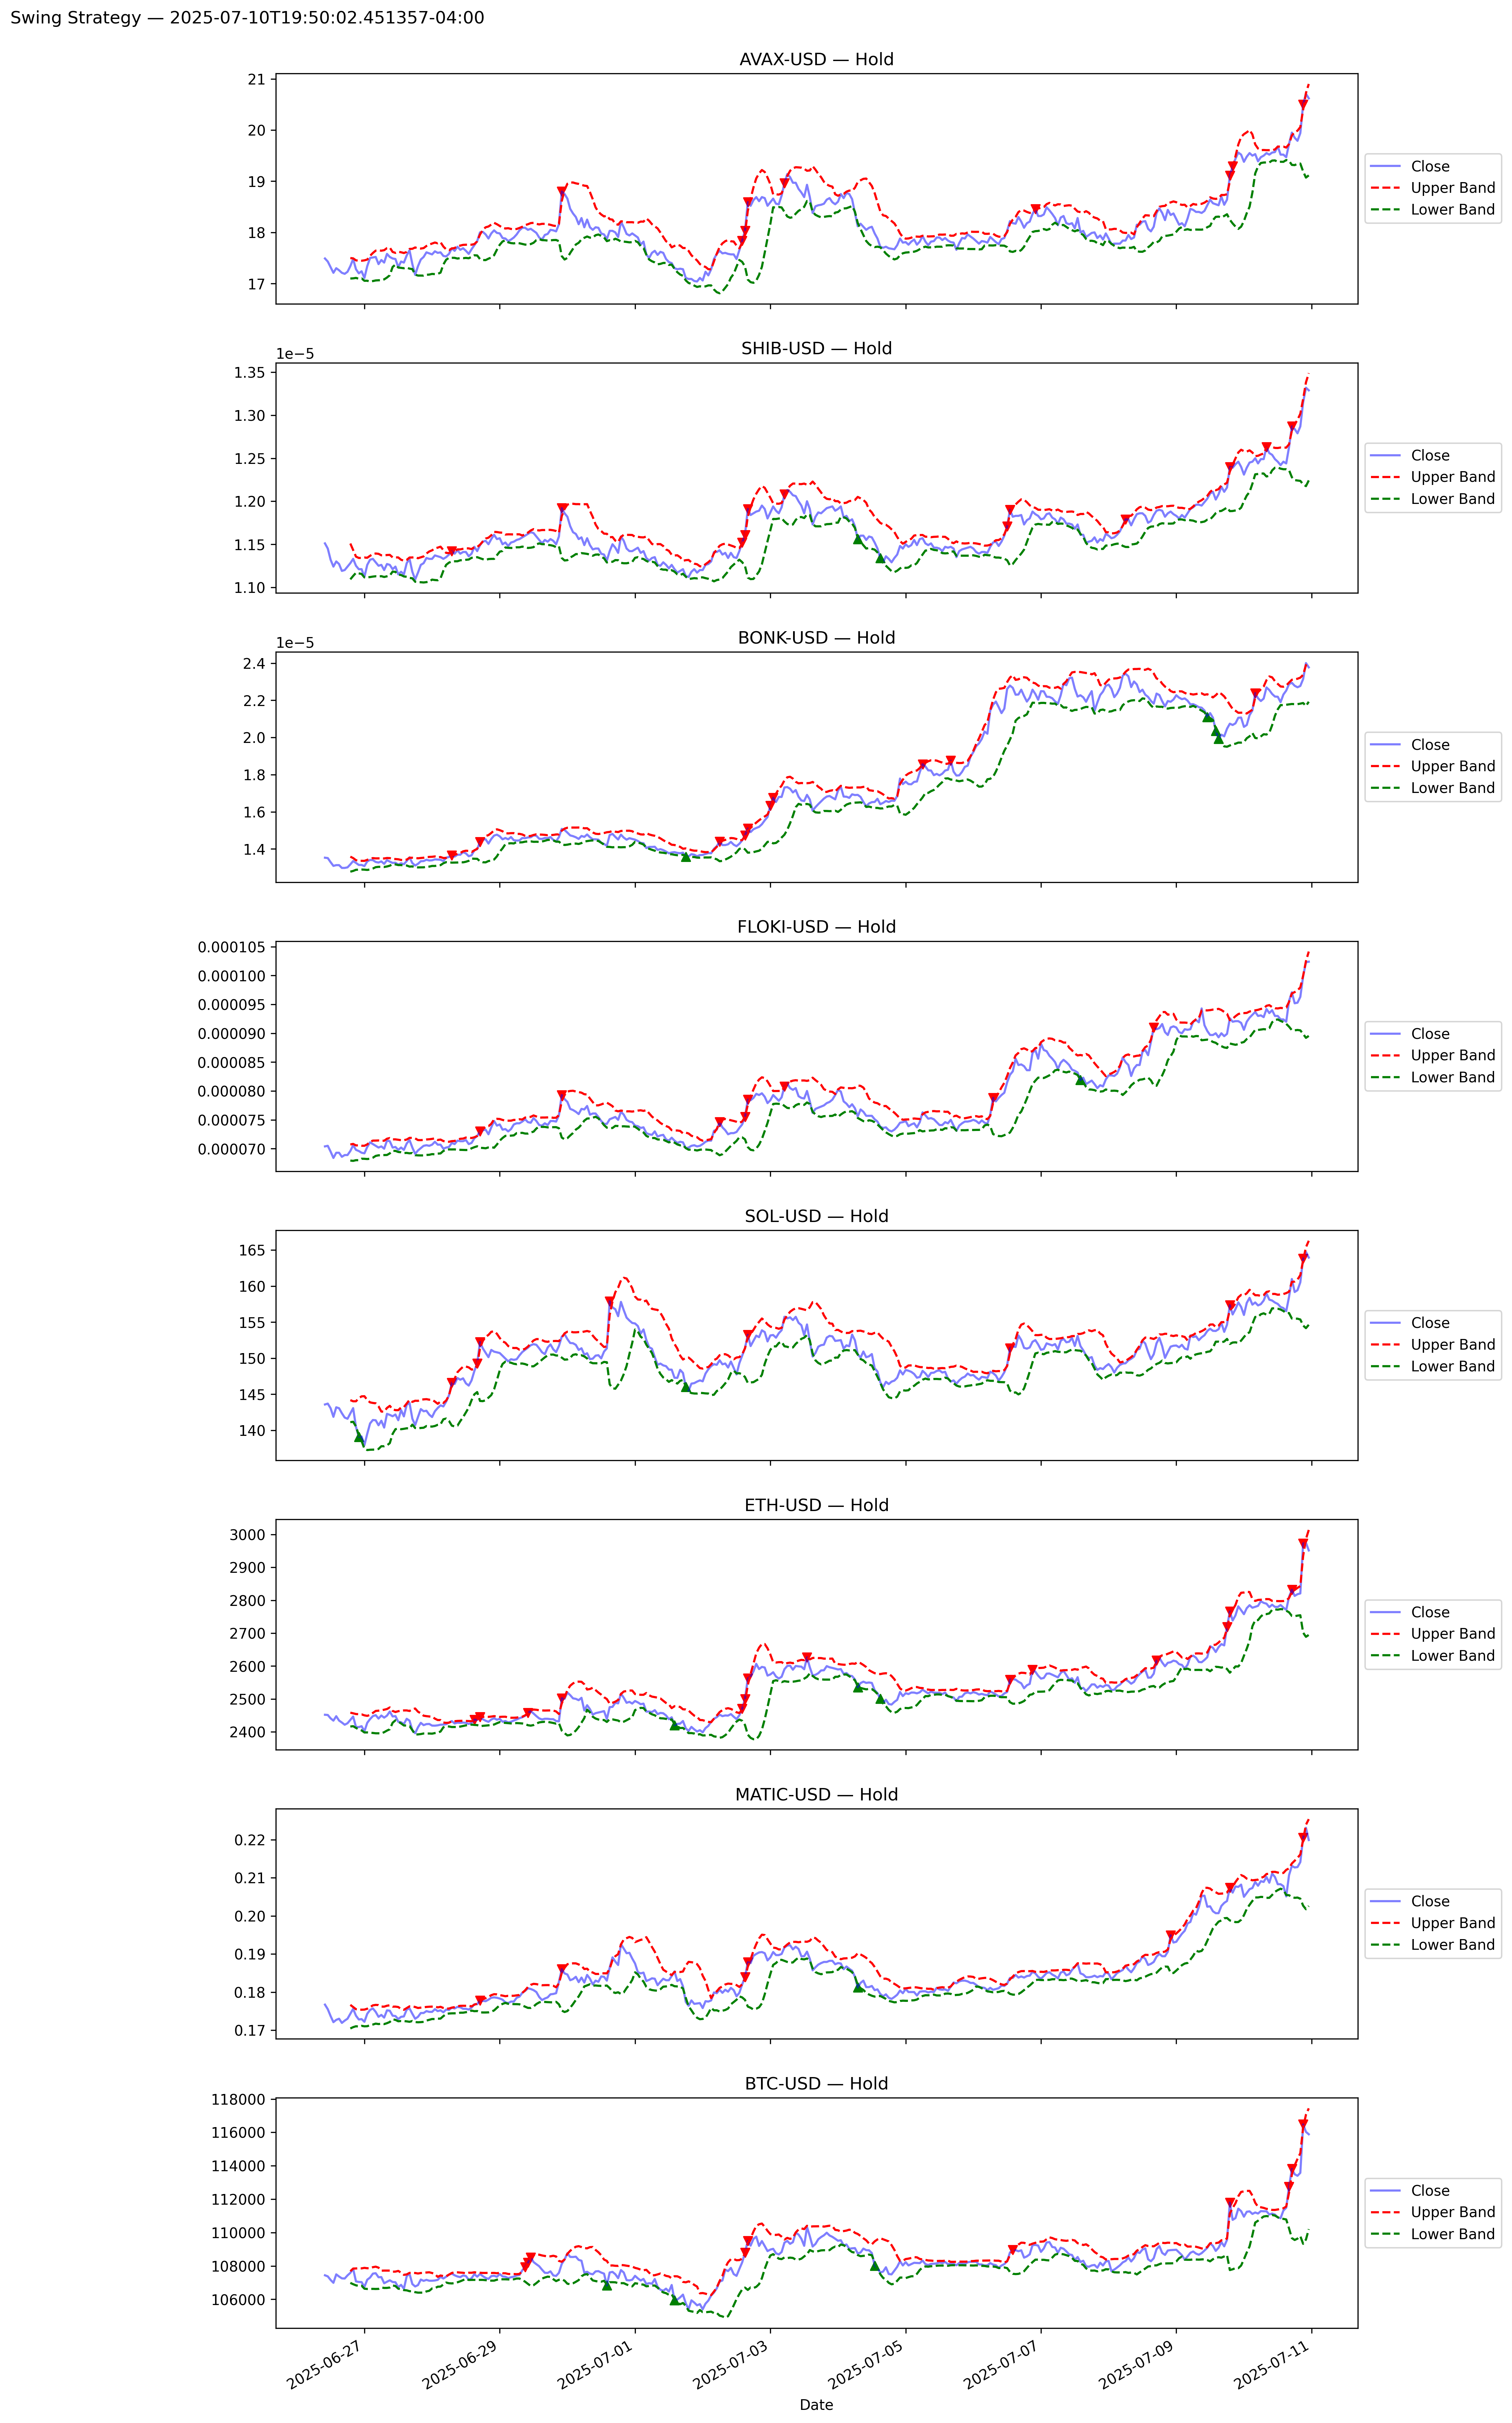 Swing Strategy — 2025-07-10T19:50:02.451357-04:00
AVAX-USD — Hold
21
20
19
18
17
Close
Upper Band
Lower Band
SHIB-USD — Hold
1e−5
1.35
1.30
1.25
1.20
1.15
1.10
Close
Upper Band
Lower Band
BONK-USD — Hold
1e−5
2.4
2.2
2.0
1.8
1.6
1.4
Close
Upper Band
Lower Band
FLOKI-USD — Hold
0.000105
0.000100
0.000095
0.000090
0.000085
0.000080
0.000075
0.000070
Close
Upper Band
Lower Band
SOL-USD — Hold
165
160
155
150
145
140
Close
Upper Band
Lower Band
ETH-USD — Hold
3000
2900
2800
2700
2600
2500
2400
Close
Upper Band
Lower Band
MATIC-USD — Hold
0.22
0.21
0.20
0.19
0.18
0.17
Close
Upper Band
Lower Band
BTC-USD — Hold
118000
116000
114000
112000
110000
108000
106000
Close
Upper Band
Lower Band
2025-06-27
2025-06-29
2025-07-01
2025-07-03
2025-07-05
2025-07-07
2025-07-09
2025-07-11
Date